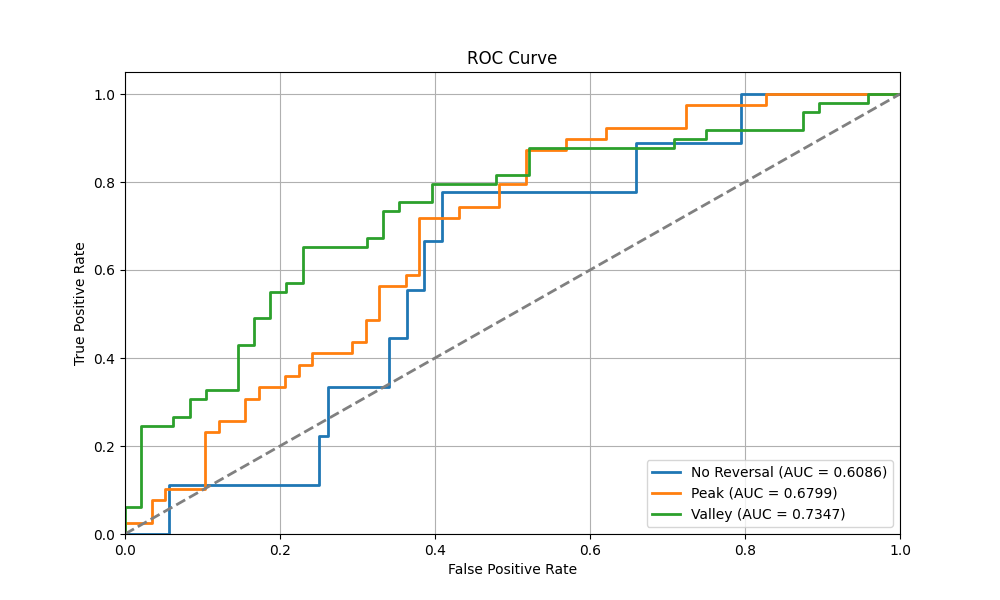 ROC Curve
True Positive Rate
1.0
0.8
0.6
0.4
0.2
0.0
0.0 0.2 0.4 0.6 0.8 1.0
False Positive Rate
No Reversal (AUC = 0.6086)
Peak (AUC = 0.6799)
Valley (AUC = 0.7347)